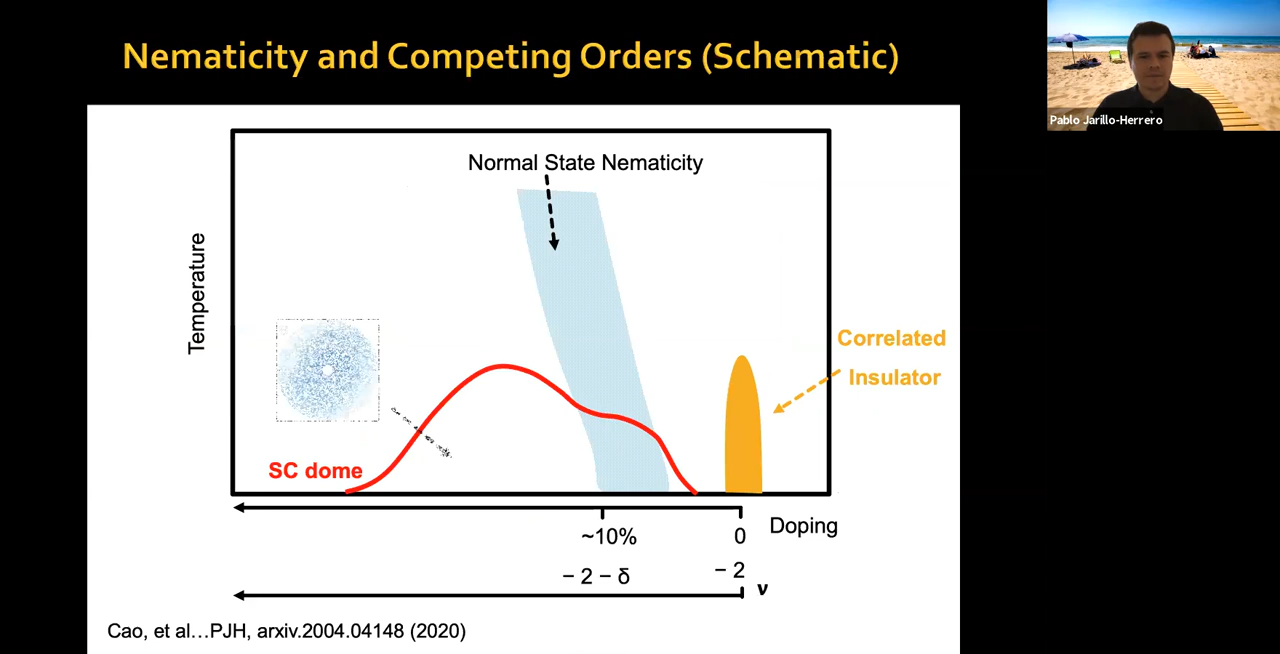 Nematicity and Competing Orders (Schematic)
Pablo Jarillo-Herrero
Normal State Nematicity
Temperature
Correlated
Insulator
SC dome
Doping
~10%
0
− 2 − δ
− 2
ν
Cao, et al…PJH, arxiv.2004.04148 (2020)